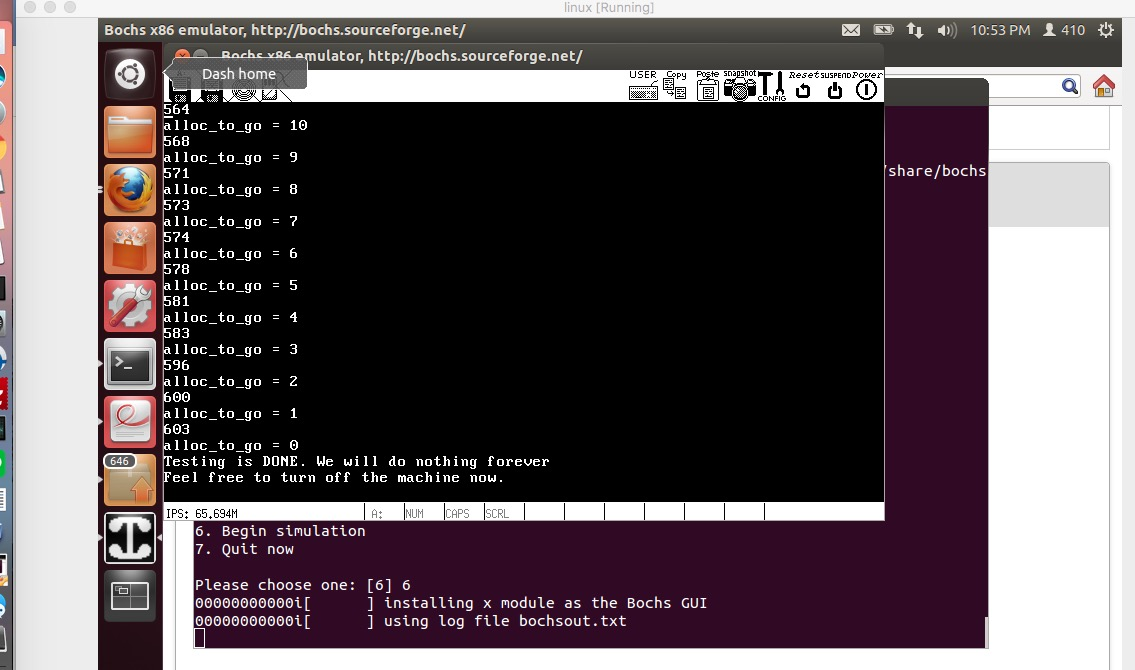 linux [Running]
Bochs x86 emulator, http://bochs.sourceforge.net/
10:53 PM
410
Bochs x86 emulator, http://bochs.sourceforge.net/
Dash home
USER Copy Paste snapshot CONFIG Reset SUSPEND Power
564
alloc_to_go = 10
568
alloc_to_go = 9
571
alloc_to_go = 8
573
alloc_to_go = 7
574
alloc_to_go = 6
578
alloc_to_go = 5
581
alloc_to_go = 4
583
alloc_to_go = 3
596
alloc_to_go = 2
600
alloc_to_go = 1
603
alloc_to_go = 0
Testing is DONE. We will do nothing forever
Feel free to turn off the machine now.
IPS: 65.694M A: NUM CAPS SCRL
/share/bochs
646
6. Begin simulation
7. Quit now
Please choose one: [6] 6
00000000000i[      ] installing x module as the Bochs GUI
00000000000i[      ] using log file bochsout.txt